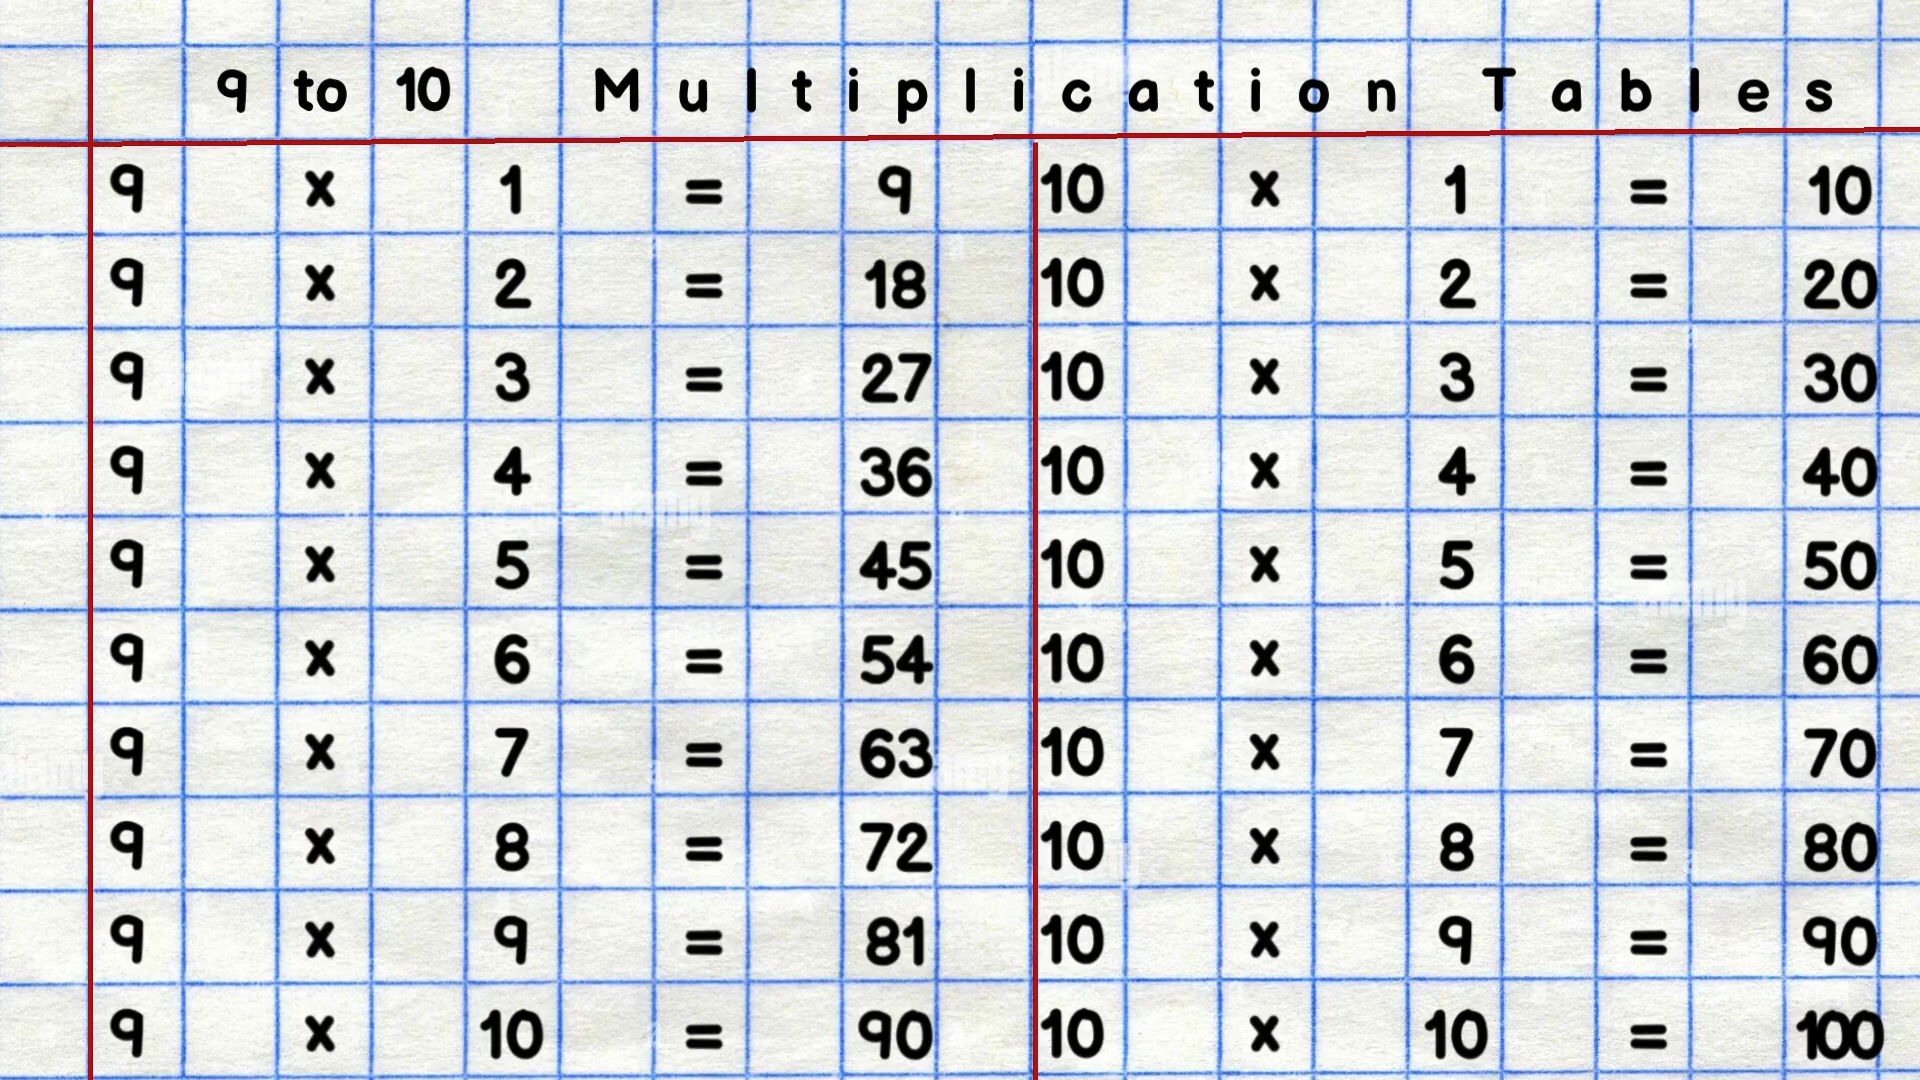 9 to 10 Multiplication Tables
9 x 1 = 9 10 x 1 = 10
9 x 2 = 18 10 x 2 = 20
9 x 3 = 27 10 x 3 = 30
9 x 4 = 36 10 x 4 = 40
9 x 5 = 45 10 x 5 = 50
9 x 6 = 54 10 x 6 = 60
9 x 7 = 63 10 x 7 = 70
9 x 8 = 72 10 x 8 = 80
9 x 9 = 81 10 x 9 = 90
9 x 10 = 90 10 x 10 = 100